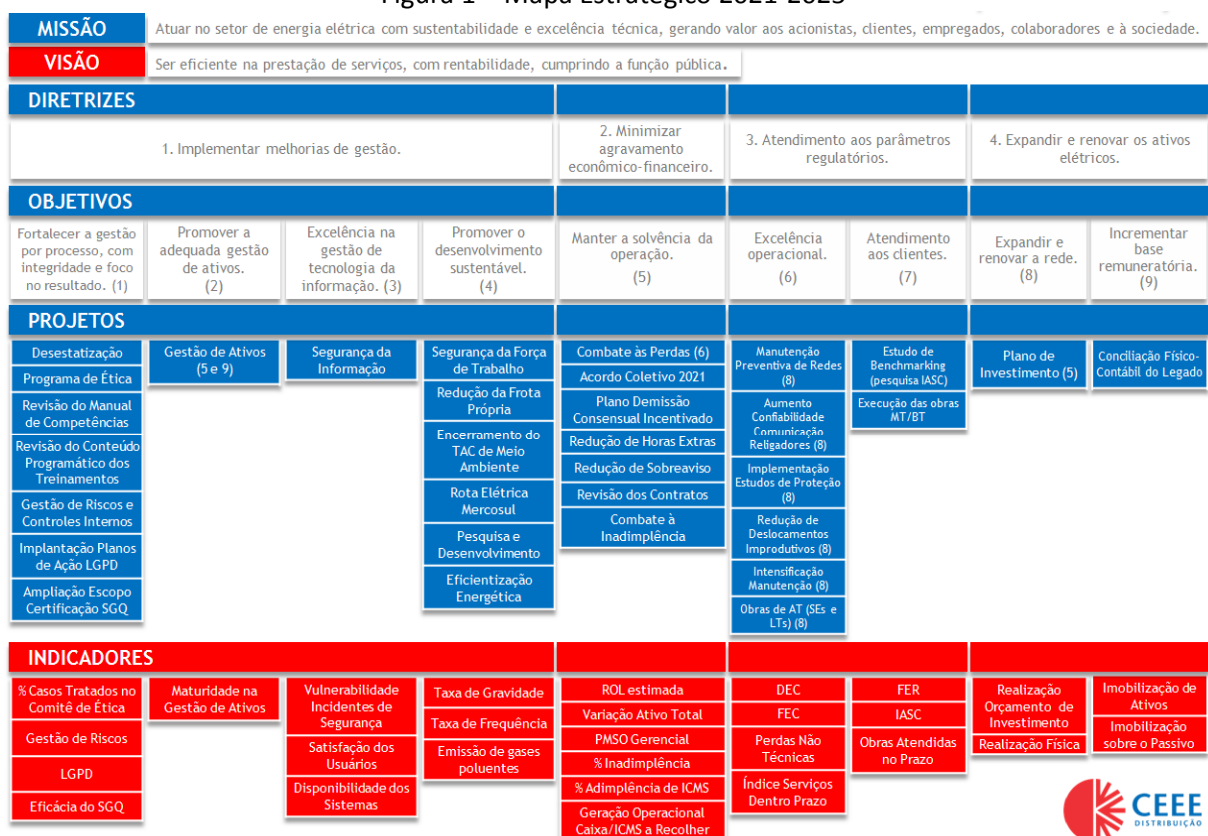 Figura 1 – Mapa Estratégico 2021-2025
MISSÃO
Atuar no setor de energia elétrica com sustentabilidade e excelência técnica, gerando valor aos acionistas, clientes, empregados, colaboradores e à sociedade.
VISÃO
Ser eficiente na prestação de serviços, com rentabilidade, cumprindo a função pública.
DIRETRIZES
1. Implementar melhorias de gestão.
2. Minimizar
agravamento
econômico-financeiro.
3. Atendimento aos parâmetros
regulatórios.
4. Expandir e renovar os ativos
elétricos.
OBJETIVOS
Fortalecer a gestão
por processo, com
integridade e foco
no resultado. (1)
Promover a
adequada gestão
de ativos.
(2)
Excelência na
gestão de
tecnologia da
informação. (3)
Promover o
desenvolvimento
sustentável.
(4)
Manter a solvência da
operação.
(5)
Excelência
operacional.
(6)
Atendimento
aos clientes.
(7)
Expandir e
renovar a rede.
(8)
Incrementar
base
remuneratória.
(9)
PROJETOS
Desestatização
Programa de Ética
Revisão do Manual
de Competências
Revisão do Conteúdo
Programático dos
Treinamentos
Gestão de Riscos e
Controles Internos
Implantação Planos
de Ação LGPD
Ampliação Escopo
Certificação SGQ
Gestão de Ativos
(5 e 9)
Segurança da
Informação
Segurança da Força
de Trabalho
Redução da Frota
Própria
Encerramento do
TAC de Meio
Ambiente
Rota Elétrica
Mercosul
Pesquisa e
Desenvolvimento
Eficientização
Energética
Combate às Perdas (6)
Acordo Coletivo 2021
Plano Demissão
Consensual Incentivado
Redução de Horas Extras
Redução de Sobreaviso
Revisão dos Contratos
Combate à
Inadimplência
Manutenção
Preventiva de Redes
(8)
Aumento
Confiabilidade
Comunicação
Religadores (8)
Implementação
Estudos de Proteção
(8)
Redução de
Deslocamentos
Improdutivos (8)
Intensificação
Manutenção (8)
Obras de AT (SEs e
LTs) (8)
Estudo de
Benchmarking
(pesquisa IASC)
Execução das obras
MT/BT
Plano de
Investimento (5)
Conciliação Físico-
Contábil do Legado
INDICADORES
% Casos Tratados no
Comitê de Ética
Gestão de Riscos
LGPD
Eficácia do SGQ
Maturidade na
Gestão de Ativos
Vulnerabilidade
Incidentes de
Segurança
Satisfação dos
Usuários
Disponibilidade dos
Sistemas
Taxa de Gravidade
Taxa de Frequência
Emissão de gases
poluentes
ROL estimada
Variação Ativo Total
PMSO Gerencial
% Inadimplência
% Adimplência de ICMS
Geração Operacional
Caixa/ICMS a Recolher
DEC
FEC
Perdas Não
Técnicas
Índice Serviços
Dentro Prazo
FER
IASC
Obras Atendidas
no Prazo
Realização
Orçamento de
Investimento
Realização Física
Imobilização de
Ativos
Imobilização
sobre o Passivo
CEEE
DISTRIBUIÇÃO